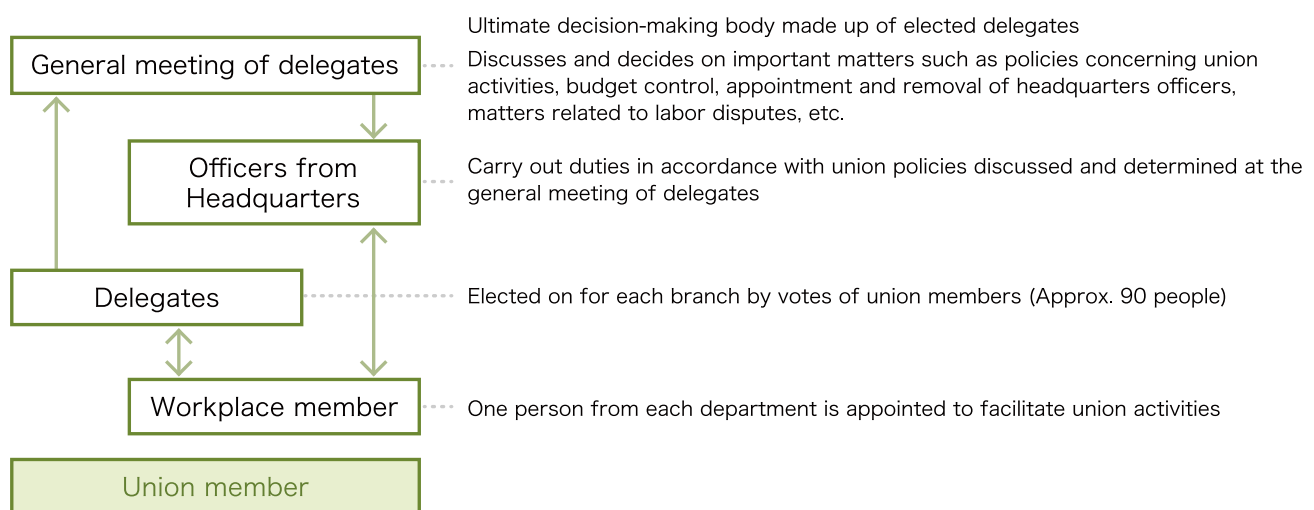 Ultimate decision-making body made up of elected delegates
General meeting of delegates
Discusses and decides on important matters such as policies concerning union
activities, budget control, appointment and removal of headquarters officers,
matters related to labor disputes, etc.
Officers from
Headquarters
Carry out duties in accordance with union policies discussed and determined at the
general meeting of delegates
Delegates
Elected on for each branch by votes of union members (Approx. 90 people)
Workplace member
One person from each department is appointed to facilitate union activities
Union member